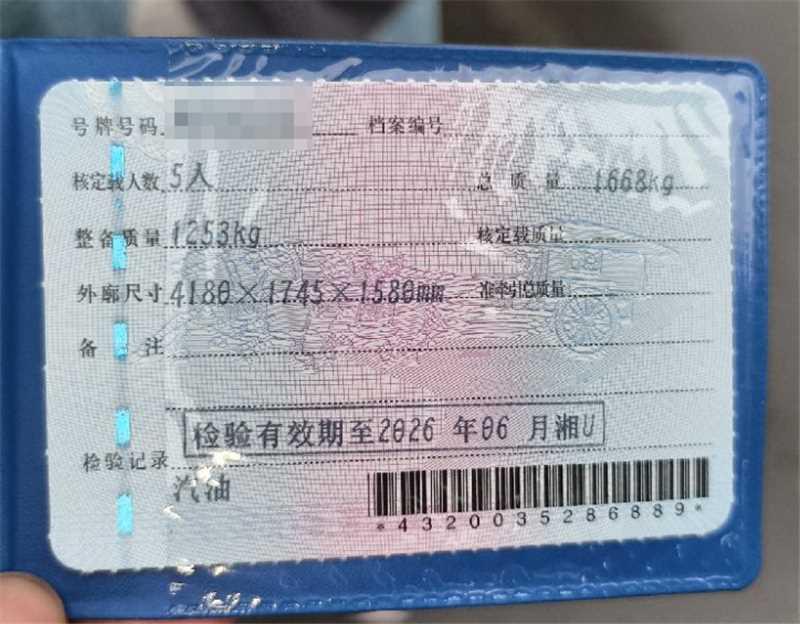 号牌号码 档案编号
核定载人数 5人 总质量 1668kg
整备质量 1253kg 核定载质量
外廓尺寸 4180×1745×1580mm 准牵引总质量
备注
检验有效期至2026年06月湘U
检验记录
汽油
*4320035286889*